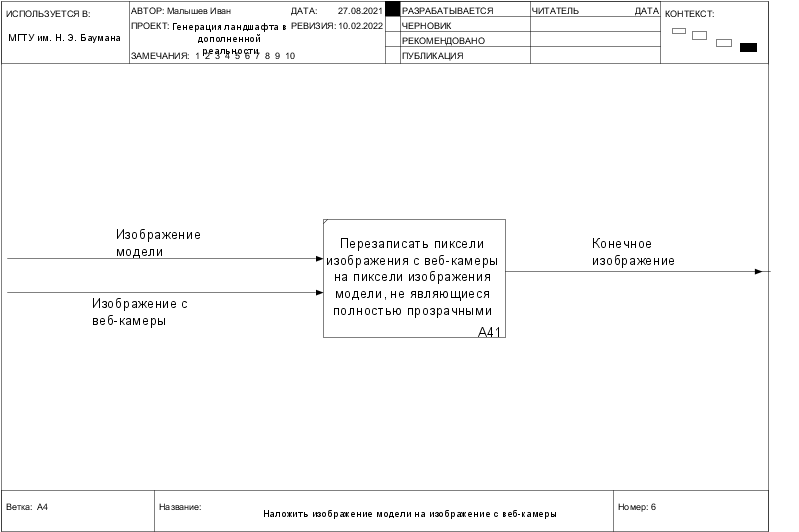 ИСПОЛЬЗУЕТСЯ В:
МГТУ им. Н. Э. Баумана
АВТОР: Малышев Иван
ДАТА: 27.08.2021
ПРОЕКТ: Генерация ландшафта в
дополненной
реальности
РЕВИЗИЯ: 10.02.2022
ЗАМЕЧАНИЯ: 1 2 3 4 5 6 7 8 9 10
РАЗРАБАТЫВАЕТСЯ
ЧЕРНОВИК
РЕКОМЕНДОВАНО
ПУБЛИКАЦИЯ
ЧИТАТЕЛЬ ДАТА
КОНТЕКСТ:
Изображение
модели
Изображение с
веб-камеры
Перезаписать пиксели
изображения с веб-камеры
на пиксели изображения
модели, не являющиеся
полностью прозрачными
A41
Конечное
изображение
Ветка: A4
Название:
Наложить изображение модели на изображение с веб-камеры
Номер: 6